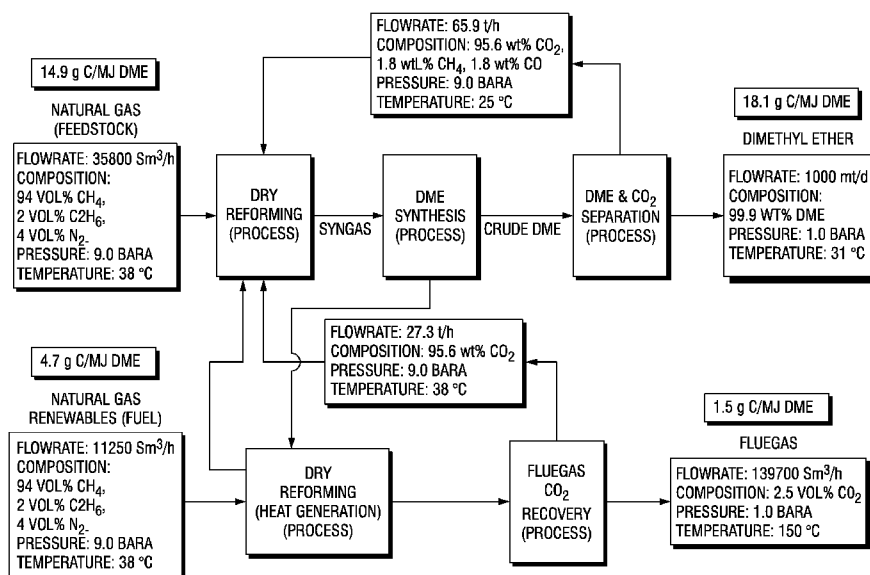 FLOWRATE: 65.9 t/h
COMPOSITION: 95.6 wt% CO₂,
1.8 wtL% CH₄, 1.8 wt% CO
PRESSURE: 9.0 BARA
TEMPERATURE: 25 °C
14.9 g C/MJ DME
NATURAL GAS
(FEEDSTOCK)
FLOWRATE: 35800 Sm³/h
COMPOSITION:
94 VOL% CH₄,
2 VOL% C2H₆,
4 VOL% N₂-
PRESSURE: 9.0 BARA
TEMPERATURE: 38 °C
DRY
REFORMING
(PROCESS)
SYNGAS
DME
SYNTHESIS
(PROCESS)
CRUDE DME
DME & CO₂
SEPARATION
(PROCESS)
18.1 g C/MJ DME
DIMETHYL ETHER
FLOWRATE: 1000 mt/d
COMPOSITION:
99.9 WT% DME
PRESSURE: 1.0 BARA
TEMPERATURE: 31 °C
FLOWRATE: 27.3 t/h
COMPOSITION: 95.6 wt% CO₂
PRESSURE: 9.0 BARA
TEMPERATURE: 38 °C
4.7 g C/MJ DME
NATURAL GAS
RENEWABLES (FUEL)
FLOWRATE: 11250 Sm³/h
COMPOSITION:
94 VOL% CH₄,
2 VOL% C2H₆,
4 VOL% N₂-
PRESSURE: 9.0 BARA
TEMPERATURE: 38 °C
DRY
REFORMING
(HEAT GENERATION)
(PROCESS)
FLUEGAS
CO₂
RECOVERY
(PROCESS)
1.5 g C/MJ DME
FLUEGAS
FLOWRATE: 139700 Sm³/h
COMPOSITION: 2.5 VOL% CO₂
PRESSURE: 1.0 BARA
TEMPERATURE: 150 °C